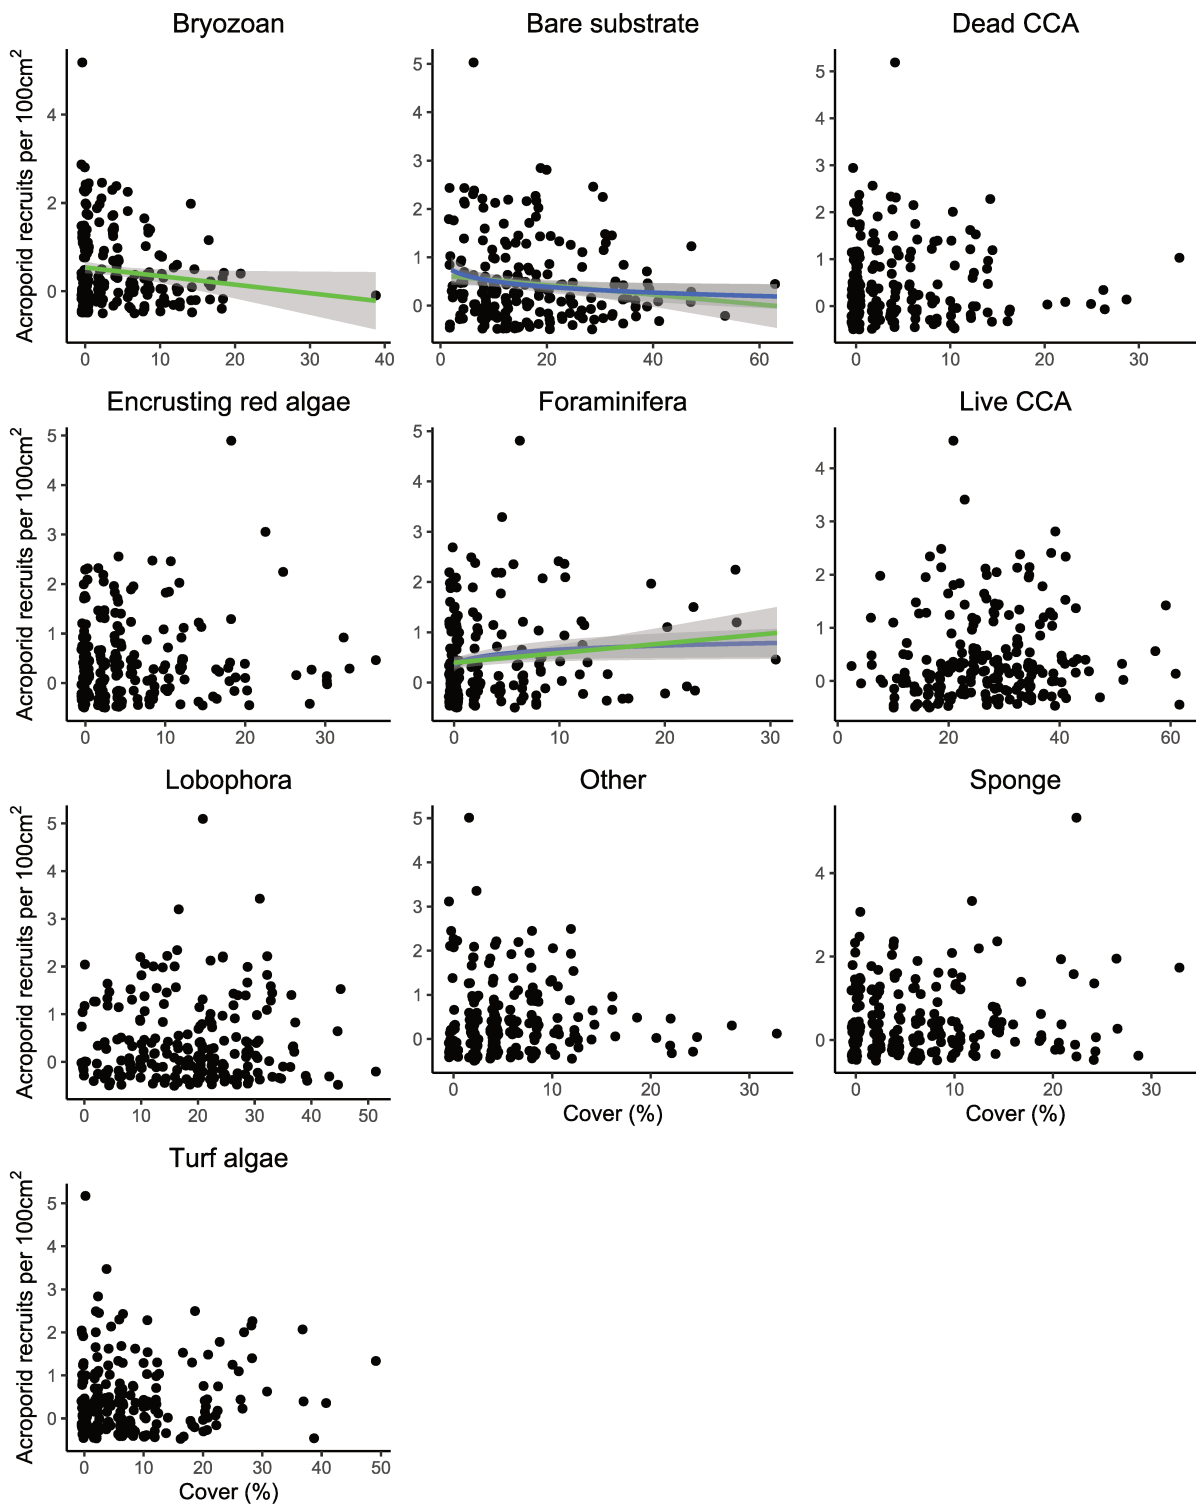 Bryozoan
Bare substrate
Dead CCA
Acroporid recruits per 100cm²
4
2
0
0 10 20 30 40
5
4
3
2
1
0
0 20 40 60
5
4
3
2
1
0
0 10 20 30
Encrusting red algae
Foraminifera
Live CCA
Acroporid recruits per 100cm²
5
4
3
2
1
0
0 10 20 30
5
4
3
2
1
0
0 10 20 30
4
3
2
1
0
0 20 40 60
Lobophora
Other
Sponge
Acroporid recruits per 100cm²
5
4
3
2
1
0
0 10 20 30 40 50
5
4
3
2
1
0
0 10 20 30
Cover (%)
4
2
0
0 10 20 30
Cover (%)
Turf algae
Acroporid recruits per 100cm²
5
4
3
2
1
0
0 10 20 30 40 50
Cover (%)